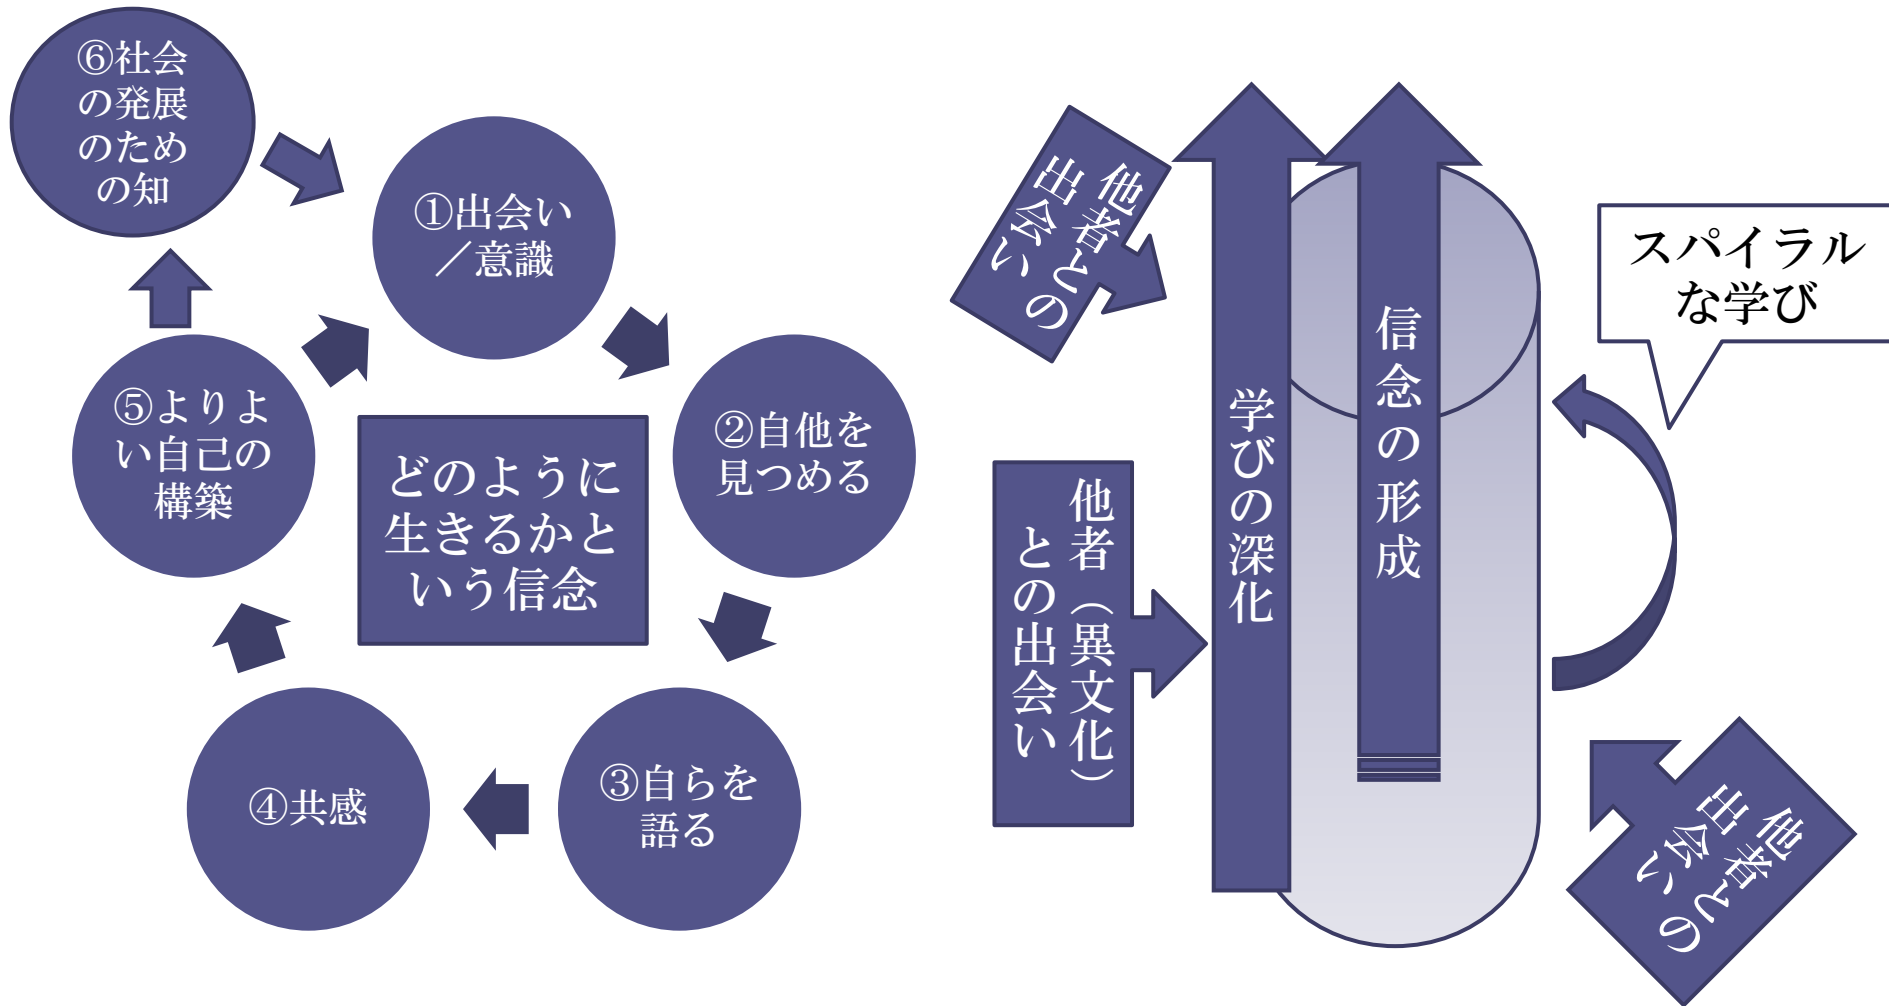 ⑥社会
の発展
のため
の知
①出会い
／意識
②自他を
見つめる
③自らを
語る
④共感
⑤よりよ
い自己の
構築
どのように
生きるかと
いう信念
他者との
出会い
他者（異文化）
との出会い
学びの深化
信念の形成
スパイラル
な学び
他者との
出会い